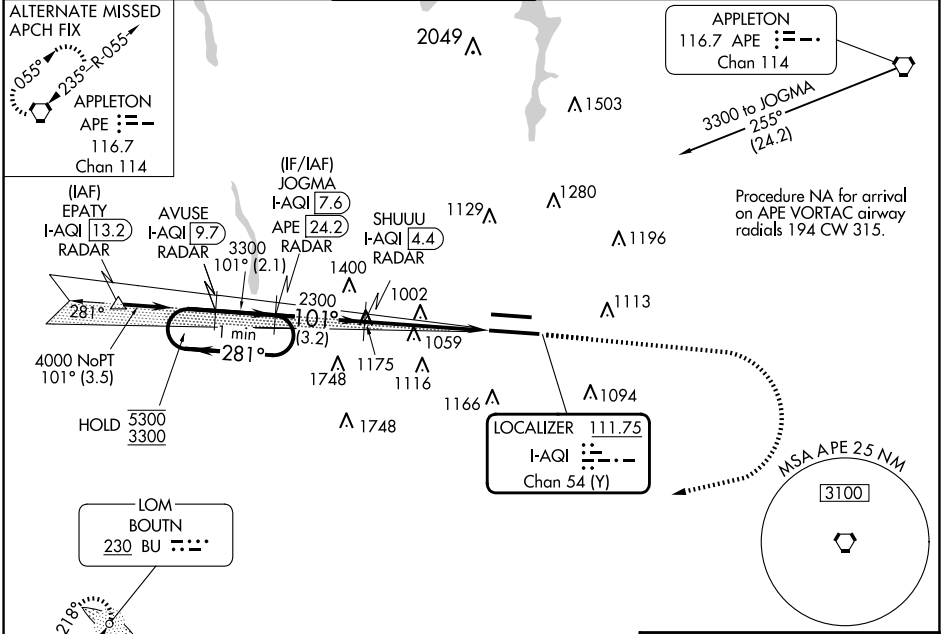 ALTERNATE MISSED
APCH FIX
055°
235°
R-055
APPLETON
APE
116.7
Chan 114
2049
1503
APPLETON
116.7 APE
Chan 114
3300 to JOGMA
255°
(24.2)
Procedure NA for arrival
on APE VORTAC airway
radials 194 CW 315.
(IAF)
EPATY
I-AQI 13.2
RADAR
AVUSE
I-AQI 9.7
RADAR
(IF/IAF)
JOGMA
I-AQI 7.6
APE 24.2
RADAR
SHUUU
I-AQI 4.4
RADAR
1280
1129
1196
3300
101° (2.1)
1400
2300
101°
(3.2)
1002
1113
281°
1 min
281°
1059
4000 NoPT
101° (3.5)
1748
1175
1116
1166
1094
HOLD 5300
3300
1748
LOCALIZER 111.75
I-AQI
Chan 54 (Y)
MSA APE 25 NM
3100
LOM
BOUTN
230 BU
218°